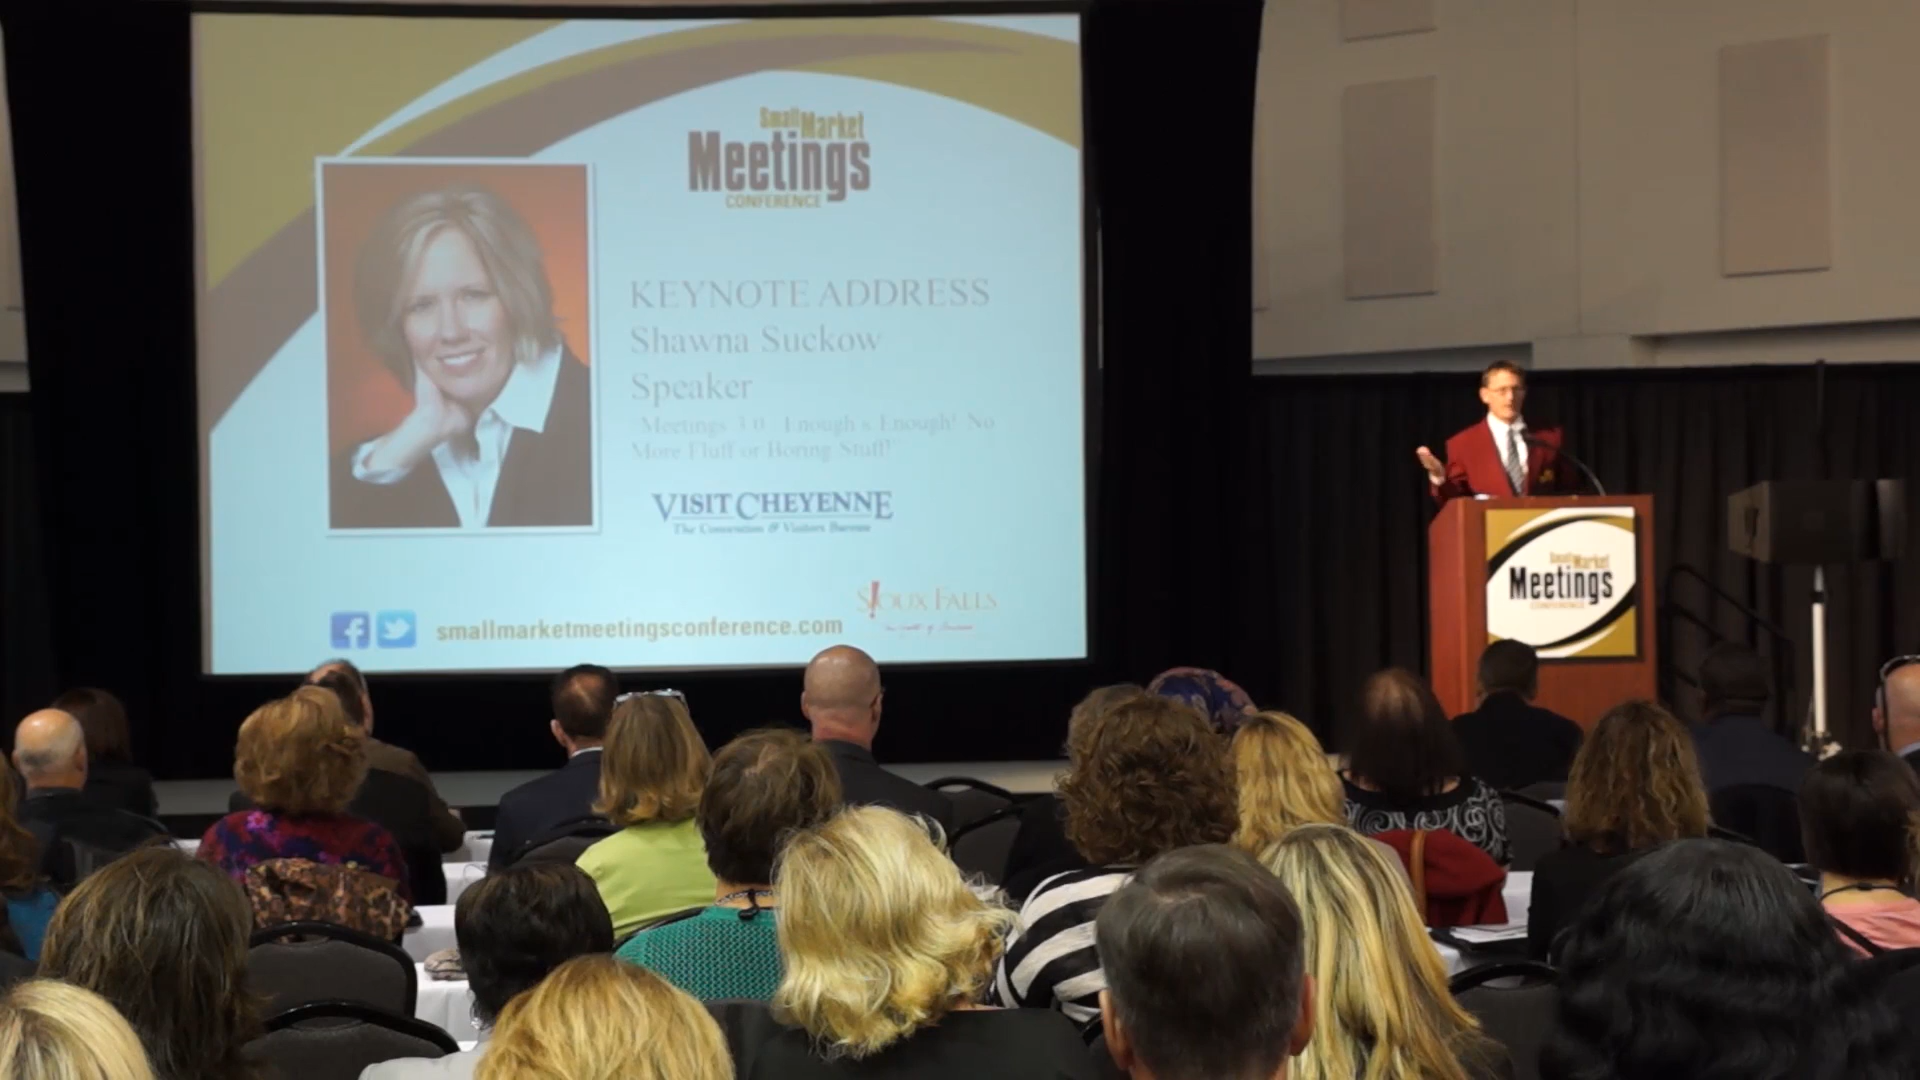 Small Market
Meetings
CONFERENCE
KEYNOTE ADDRESS
Shawna Suckow
Speaker
"Meetings 3.0 Enough's Enough! No
More Fluff or Boring Stuff!"
VISIT CHEYENNE
The Convention & Visitors Bureau
SIOUX FALLS
smallmarketmeetingsconference.com
Small Market
Meetings
CONFERENCE